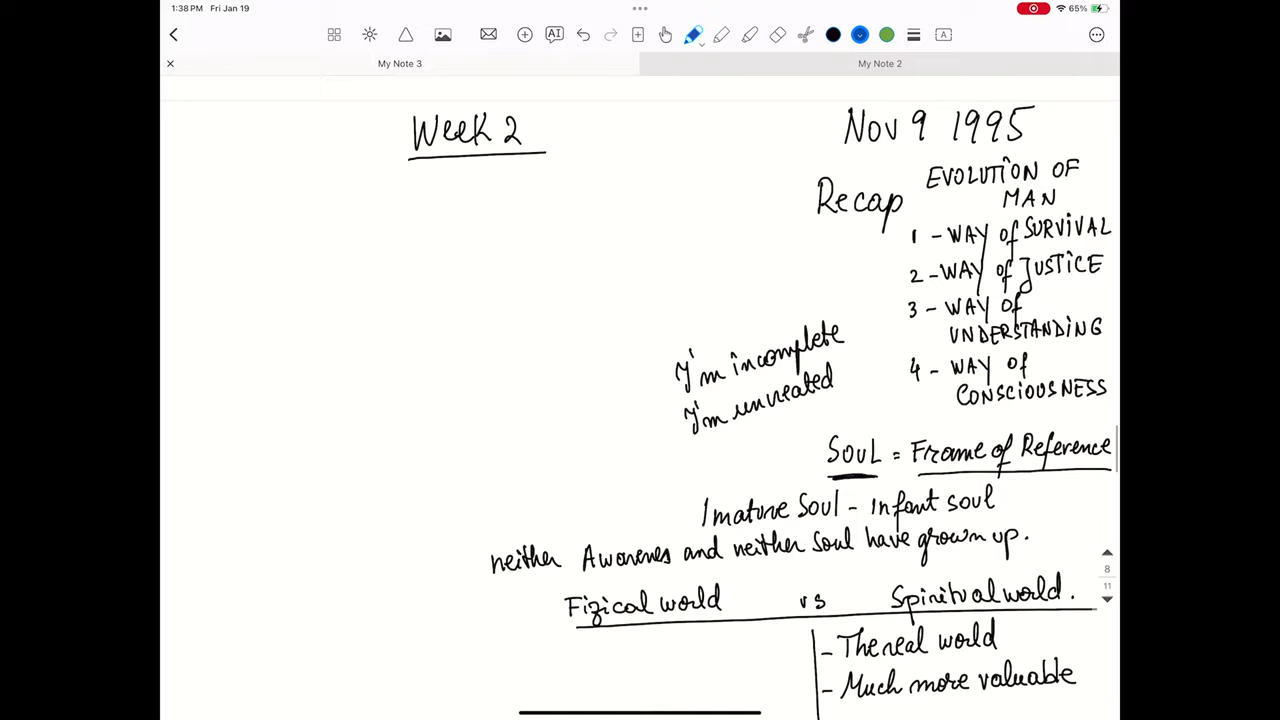 1:38 PM Fri Jan 19
65%
My Note 3
My Note 2
Week 2
Nov 9 1995
Recap
EVOLUTION OF
MAN
1 - WAY of SURVIVAL
2 - WAY of JUSTICE
3 - WAY of
UNDERSTANDING
4 - WAY of
CONSCIOUSNESS
I'm incomplete
I'm
SOUL = Frame of Reference
Imature Soul - infant soul
neither Awarenes and neither Soul have grown up.
Fizical world vs Spiritual world.
- The real world
- Much more valuable
8
11